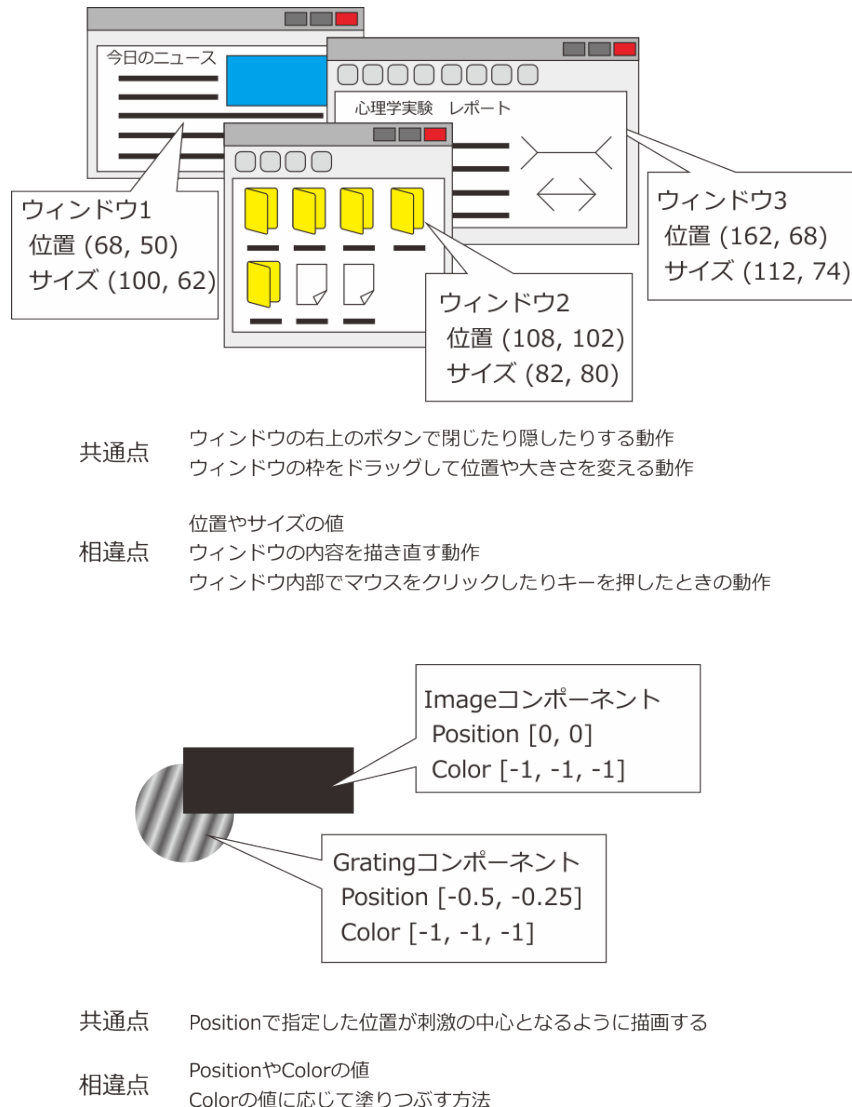 今日のニュース
心理学実験 レポート
ウィンドウ1
位置 (68, 50)
サイズ (100, 62)
ウィンドウ3
位置 (162, 68)
サイズ (112, 74)
ウィンドウ2
位置 (108, 102)
サイズ (82, 80)
共通点
ウィンドウの右上のボタンで閉じたり隠したりする動作
ウィンドウの枠をドラッグして位置や大きさを変える動作
相違点
位置やサイズの値
ウィンドウの内容を描き直す動作
ウィンドウ内部でマウスをクリックしたりキーを押したときの動作
Imageコンポーネント
Position [0, 0]
Color [-1, -1, -1]
Gratingコンポーネント
Position [-0.5, -0.25]
Color [-1, -1, -1]
共通点
Positionで指定した位置が刺激の中心となるように描画する
相違点
PositionやColorの値
Colorの値に応じて塗りつぶす方法